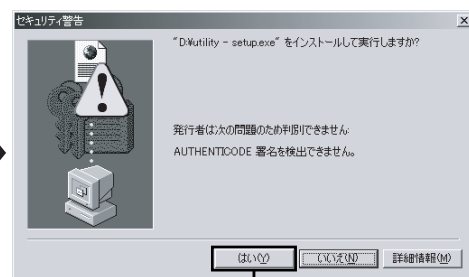 セキュリティ警告
"D:¥utility - setup.exe" をインストールして実行しますか?
発行者は次の問題のため判別できません:
AUTHENTICODE 署名を検出できません。
はい(Y) いいえ(N) 詳細情報(M)